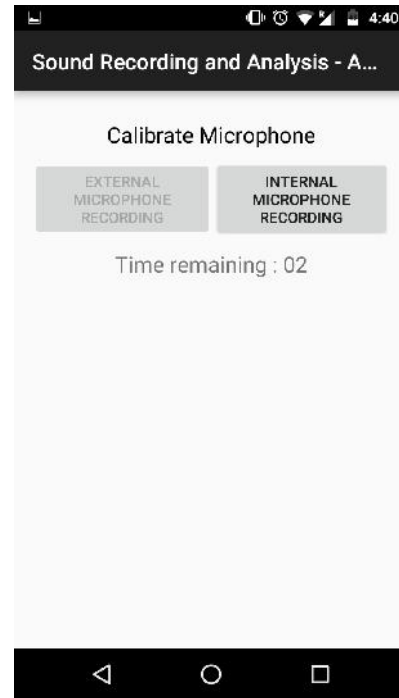 4:40
Sound Recording and Analysis - A...
Calibrate Microphone
EXTERNAL
MICROPHONE
RECORDING
INTERNAL
MICROPHONE
RECORDING
Time remaining : 02